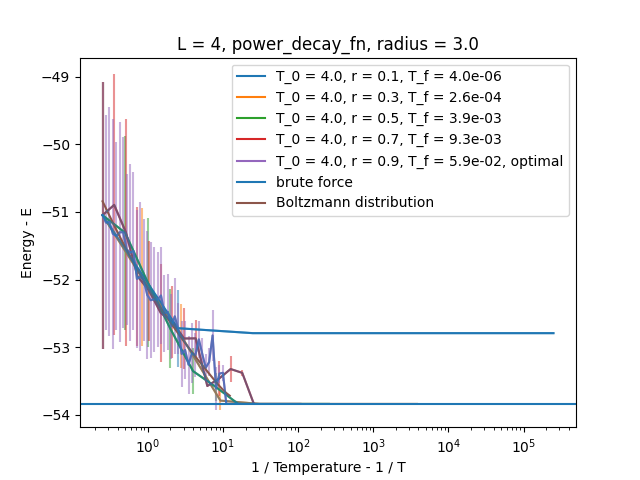 L = 4, power_decay_fn, radius = 3.0
T_0 = 4.0, r = 0.1, T_f = 4.0e-06
T_0 = 4.0, r = 0.3, T_f = 2.6e-04
T_0 = 4.0, r = 0.5, T_f = 3.9e-03
T_0 = 4.0, r = 0.7, T_f = 9.3e-03
T_0 = 4.0, r = 0.9, T_f = 5.9e-02, optimal
brute force
Boltzmann distribution
Energy - E
−49
−50
−51
−52
−53
−54
10⁰ 10¹ 10² 10³ 10⁴ 10⁵
1 / Temperature - 1 / T